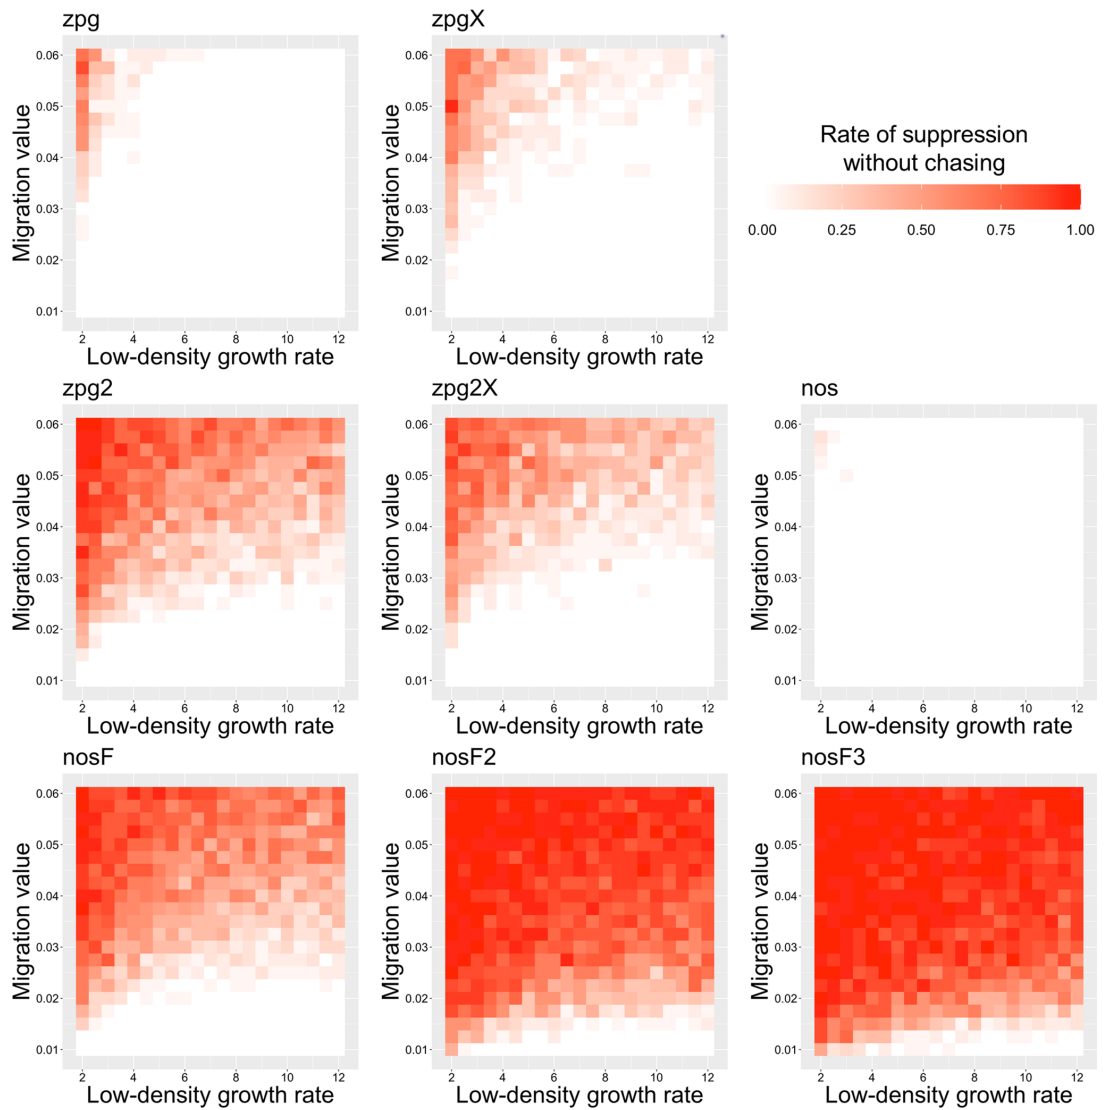 zpg
zpgX
0.06
0.05
0.04
0.03
0.02
0.01
Migration value
2 4 6 8 10 12
Low-density growth rate
0.06
0.05
0.04
0.03
0.02
0.01
Migration value
2 4 6 8 10 12
Low-density growth rate
Rate of suppression
without chasing
0.00 0.25 0.50 0.75 1.00
zpg2
zpg2X
nos
0.06
0.05
0.04
0.03
0.02
0.01
Migration value
2 4 6 8 10 12
Low-density growth rate
0.06
0.05
0.04
0.03
0.02
0.01
Migration value
2 4 6 8 10 12
Low-density growth rate
0.06
0.05
0.04
0.03
0.02
0.01
Migration value
2 4 6 8 10 12
Low-density growth rate
nosF
nosF2
nosF3
0.06
0.05
0.04
0.03
0.02
0.01
Migration value
2 4 6 8 10 12
Low-density growth rate
0.06
0.05
0.04
0.03
0.02
0.01
Migration value
2 4 6 8 10 12
Low-density growth rate
0.06
0.05
0.04
0.03
0.02
0.01
Migration value
2 4 6 8 10 12
Low-density growth rate